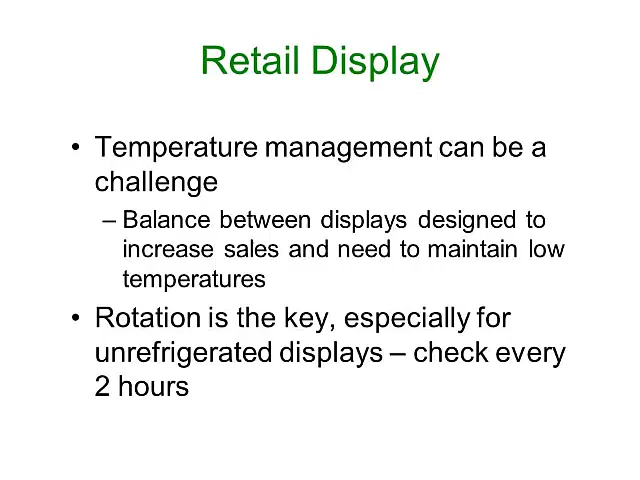 Retail Display
• Temperature management can be a
challenge
– Balance between displays designed to
increase sales and need to maintain low
temperatures
• Rotation is the key, especially for
unrefrigerated displays – check every
2 hours